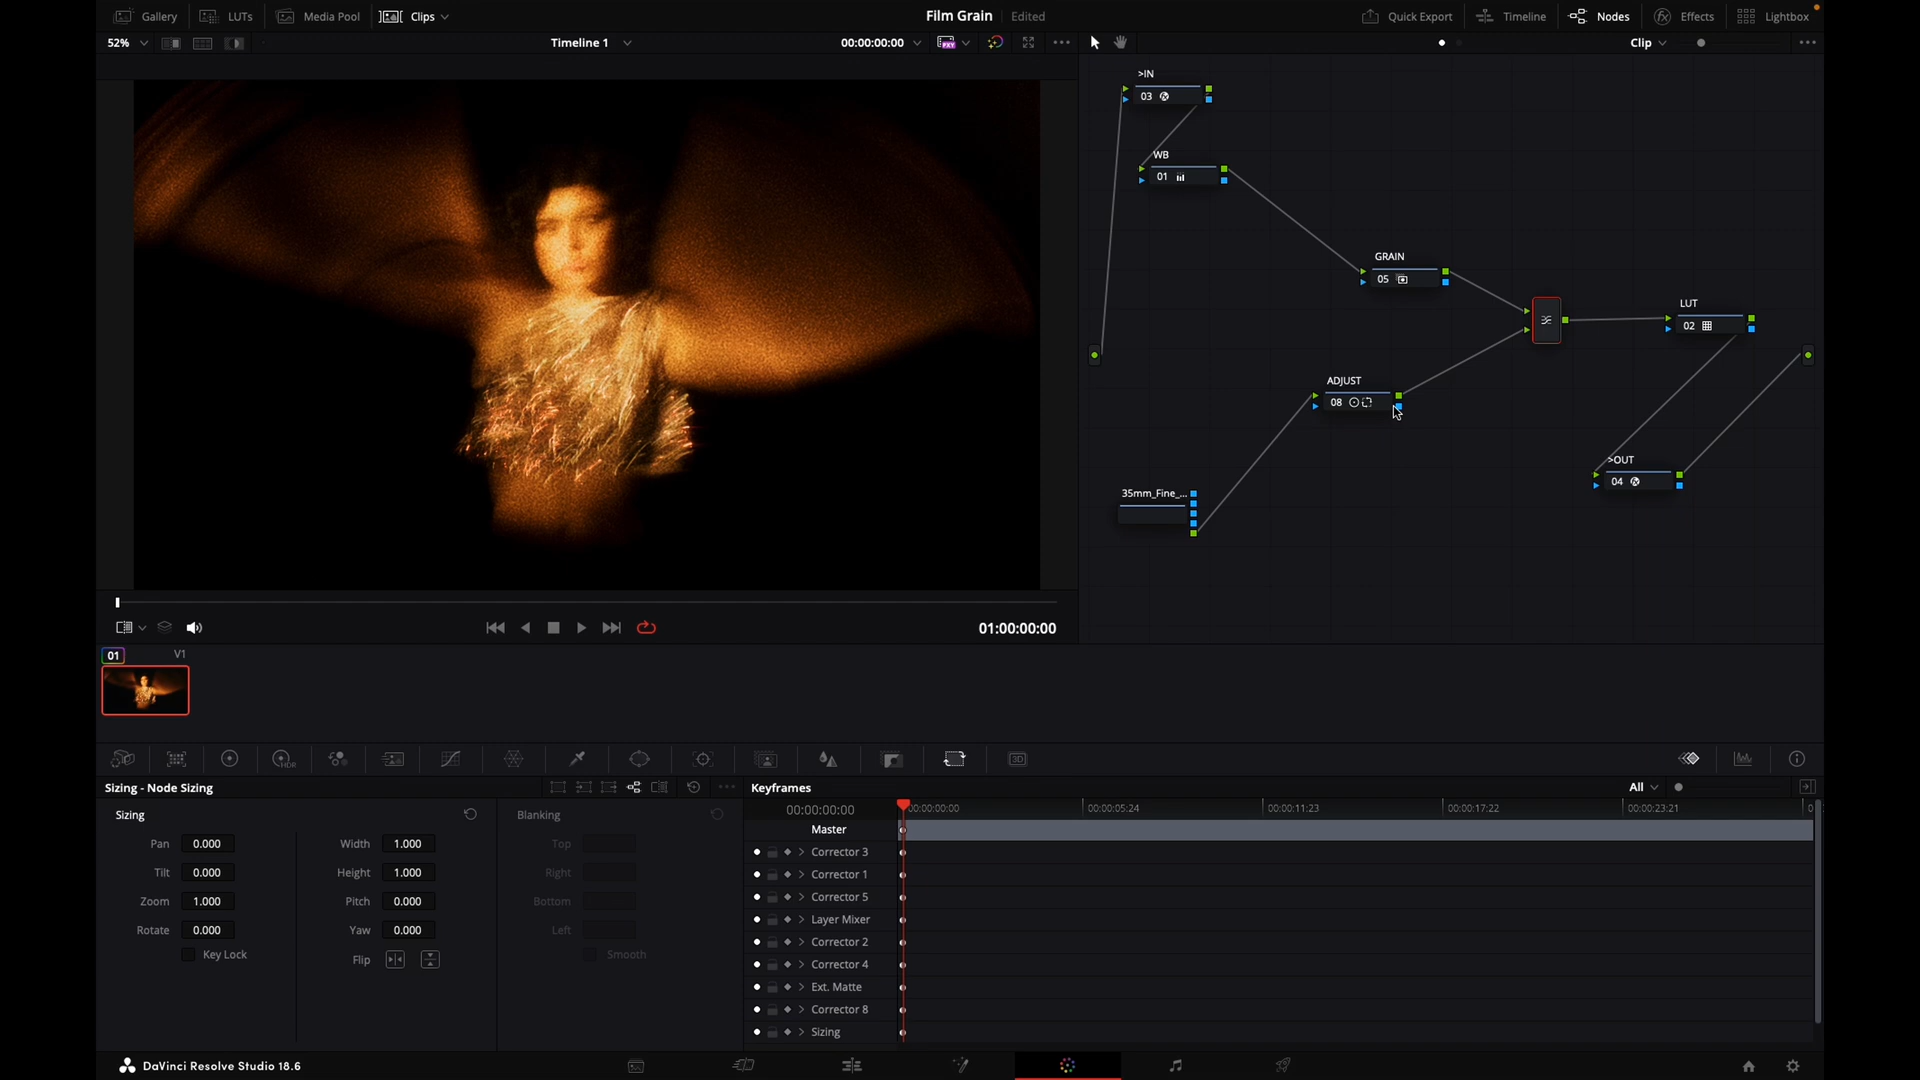 Gallery LUTs Media Pool Clips Film Grain Edited Quick Export Timeline Nodes Effects Lightbox
52% Timeline 1 00:00:00:00 PXY Clip
>IN
03
WB
01
GRAIN
05
LUT
02
ADJUST
08
>OUT
04
35mm_Fine_...
01:00:00:00
01 V1
HDR 3D
Sizing - Node Sizing
Sizing Blanking
Pan 0.000 Width 1.000 Top
Tilt 0.000 Height 1.000 Right
Zoom 1.000 Pitch 0.000 Bottom
Rotate 0.000 Yaw 0.000 Left
Key Lock Flip Smooth
Keyframes All
00:00:00:00 00:00:00:00 00:00:05:24 00:00:11:23 00:00:17:22 00:00:23:21 0
Master
Corrector 3
Corrector 1
Corrector 5
Layer Mixer
Corrector 2
Corrector 4
Ext. Matte
Corrector 8
Sizing
DaVinci Resolve Studio 18.6